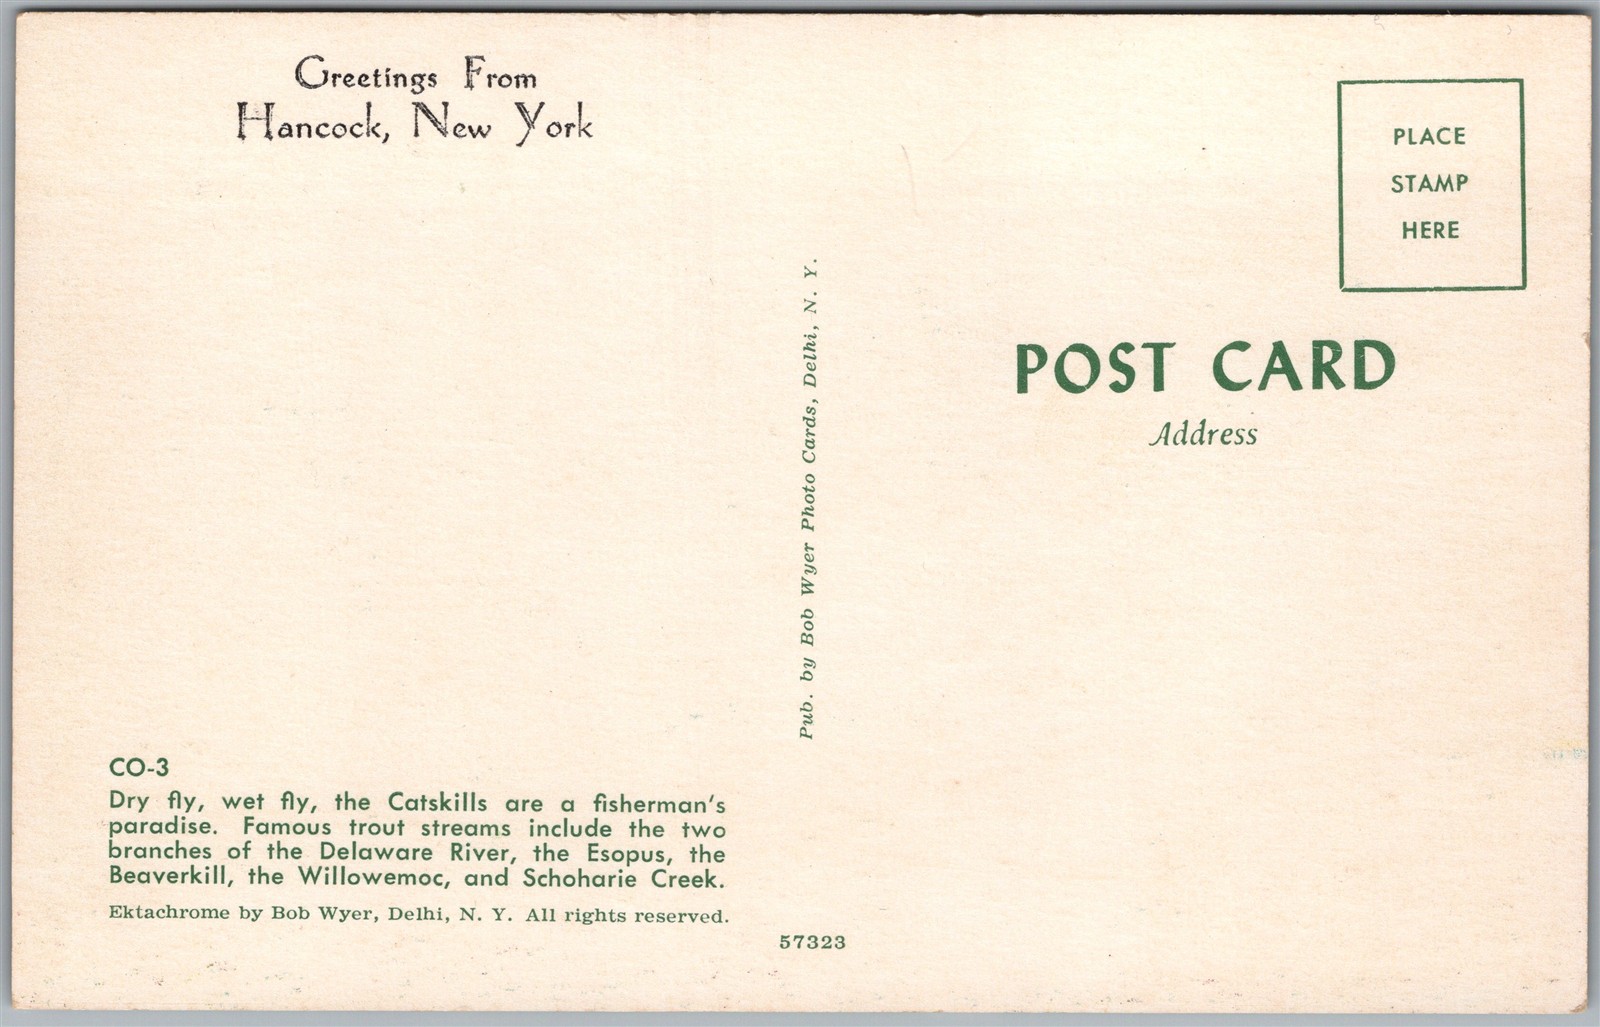 Greetings From
Hancock, New York
PLACE
STAMP
HERE
POST CARD
Address
Pub. by Bob Wyer Photo Cards, Delhi, N. Y.
CO-3
Dry fly, wet fly, the Catskills are a fisherman's
paradise. Famous trout streams include the two
branches of the Delaware River, the Esopus, the
Beaverkill, the Willowemoc, and Schoharie Creek.
Ektachrome by Bob Wyer, Delhi, N. Y. All rights reserved.
57323